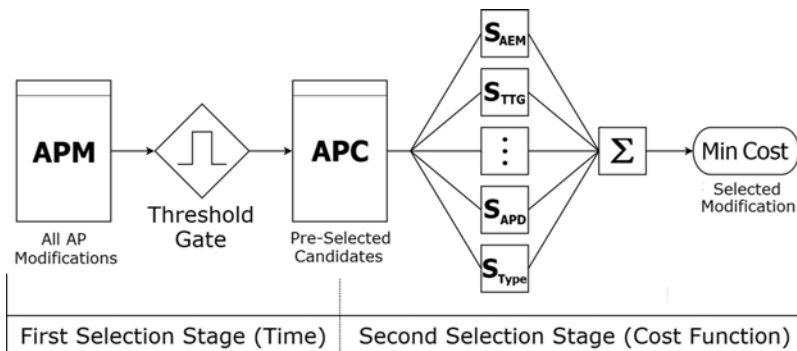 APM
All AP
Modifications
Threshold
Gate
APC
Pre-Selected
Candidates
S_AEM
S_TTG
⋮
S_APD
S_Type
Σ
Min Cost
Selected
Modification
First Selection Stage (Time)
Second Selection Stage (Cost Function)